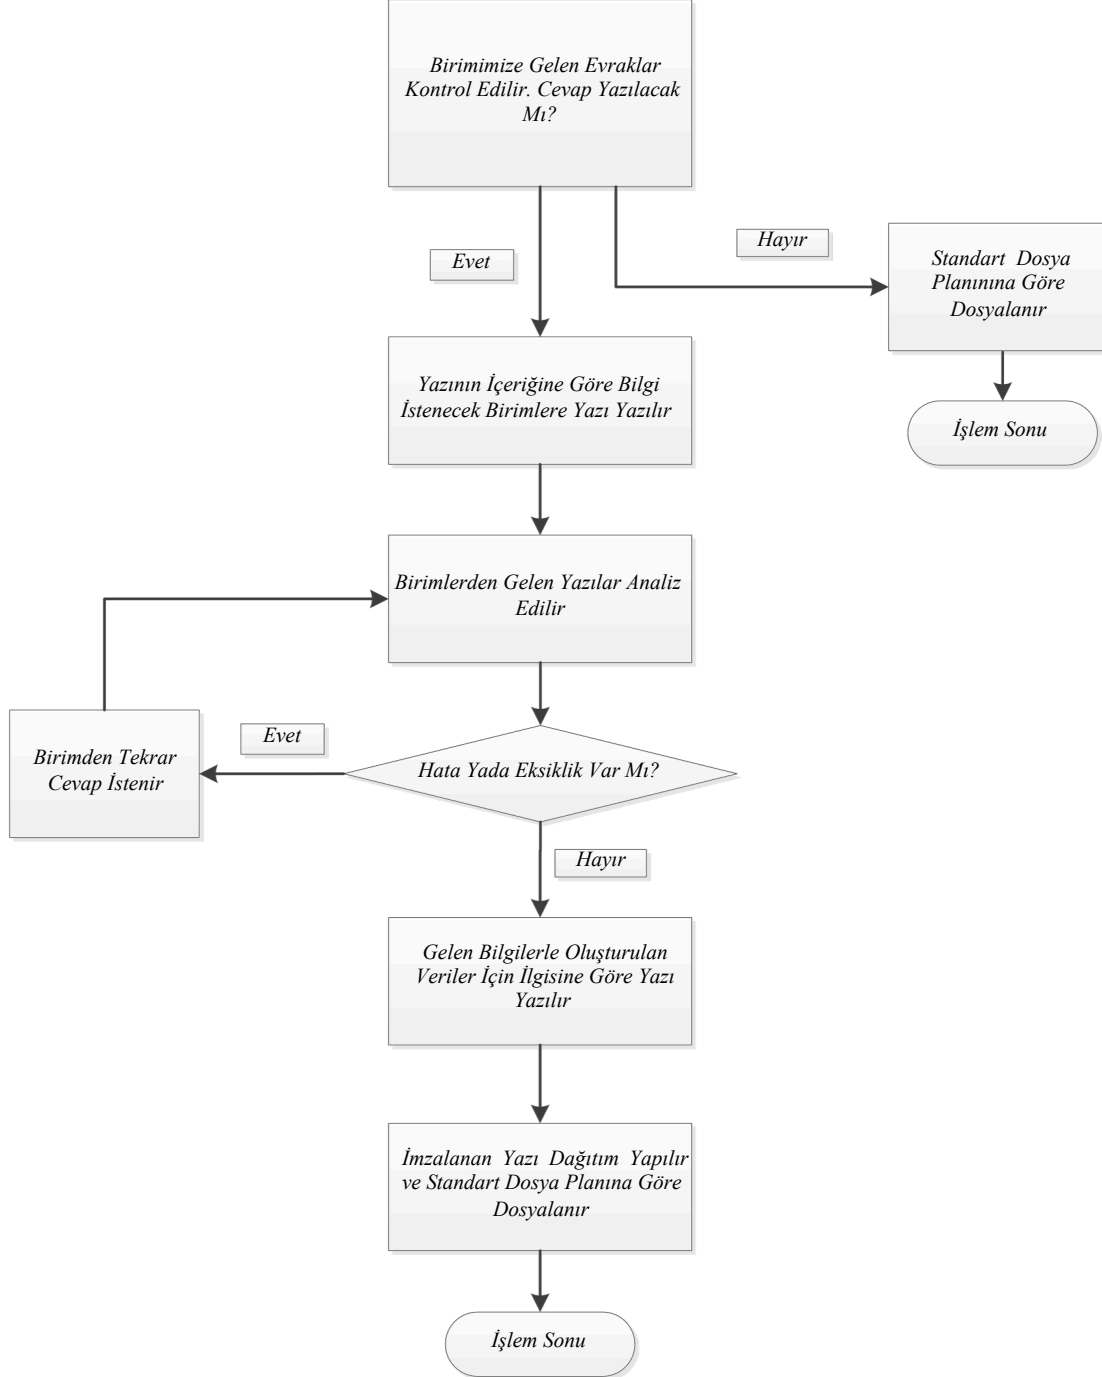 Birimimize Gelen Evraklar
Kontrol Edilir. Cevap Yazılacak
Mı?
Hayır
Evet
Standart Dosya
Planınına Göre
Dosyalanır
İşlem Sonu
Yazının İçeriğine Göre Bilgi
İstenecek Birimlere Yazı Yazılır
Birimlerden Gelen Yazılar Analiz
Edilir
Evet
Birimden Tekrar
Cevap İstenir
Hata Yada Eksiklik Var Mı?
Hayır
Gelen Bilgilerle Oluşturulan
Veriler İçin İlgisine Göre Yazı
Yazılır
İmzalanan Yazı Dağıtım Yapılır
ve Standart Dosya Planına Göre
Dosyalanır
İşlem Sonu